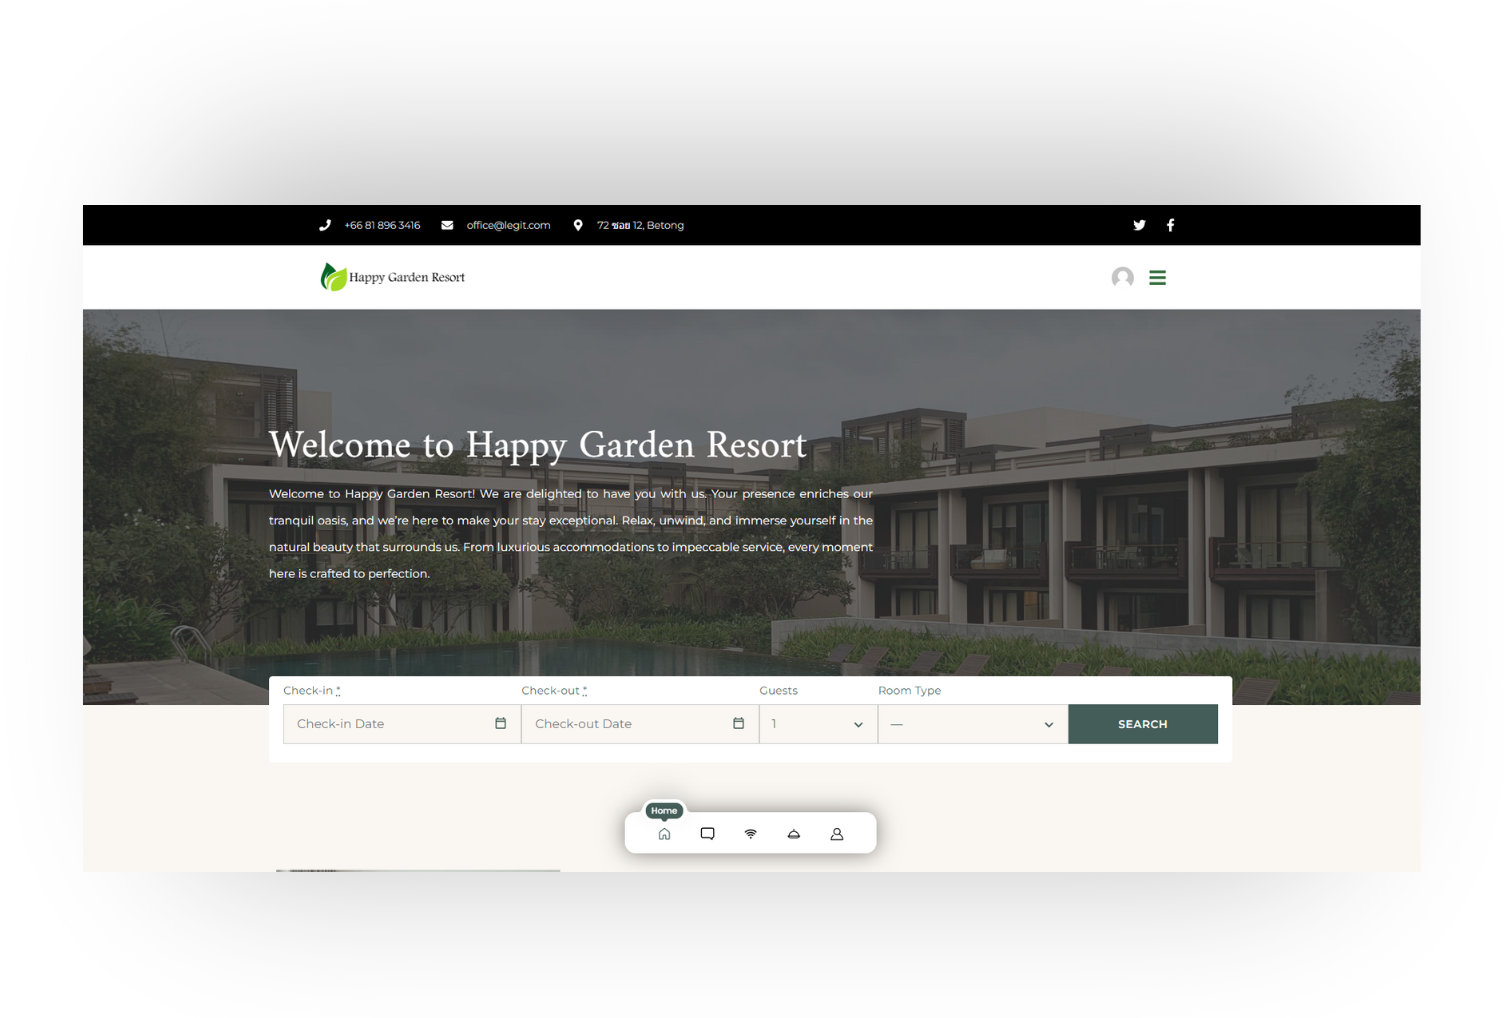 +66 81 896 3416 office@legit.com 72 ซอย 12, Betong
Happy Garden Resort
Welcome to Happy Garden Resort
Welcome to Happy Garden Resort! We are delighted to have you with us. Your presence enriches our
tranquil oasis, and we're here to make your stay exceptional. Relax, unwind, and immerse yourself in the
natural beauty that surrounds us. From luxurious accommodations to impeccable service, every moment
here is crafted to perfection.
Check-in * Check-out * Guests Room Type
Check-in Date Check-out Date 1 — SEARCH
Home